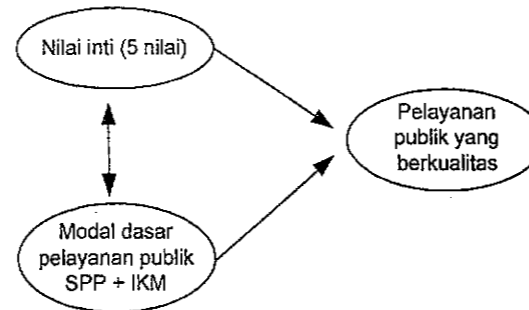 Nilai inti (5 nilai)
Pelayanan
publik yang
berkualitas
Modal dasar
pelayanan publik
SPP + IKM